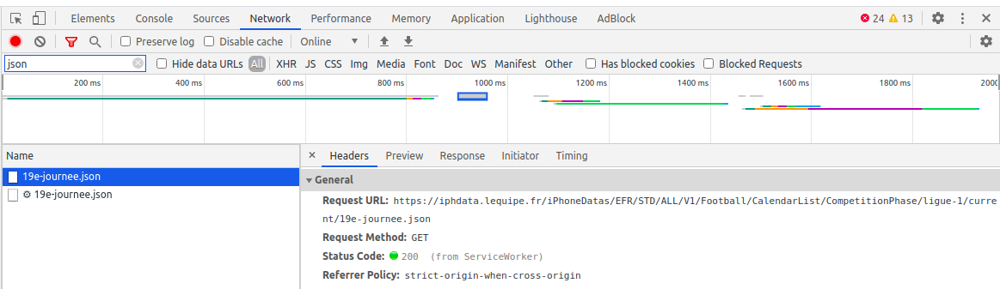 Elements Console Sources Network Performance Memory Application Lighthouse AdBlock 24 13
Preserve log Disable cache Online
json Hide data URLs All XHR JS CSS Img Media Font Doc WS Manifest Other Has blocked cookies Blocked Requests
200 ms 400 ms 600 ms 800 ms 1000 ms 1200 ms 1400 ms 1600 ms 1800 ms 2000
Name Headers Preview Response Initiator Timing
19e-journee.json
19e-journee.json
General
Request URL: https://iphdata.lequipe.fr/iPhoneDatas/EFR/STD/ALL/V1/Football/CalendarList/CompetitionPhase/ligue-1/curre
nt/19e-journee.json
Request Method: GET
Status Code: 200 (from ServiceWorker)
Referrer Policy: strict-origin-when-cross-origin